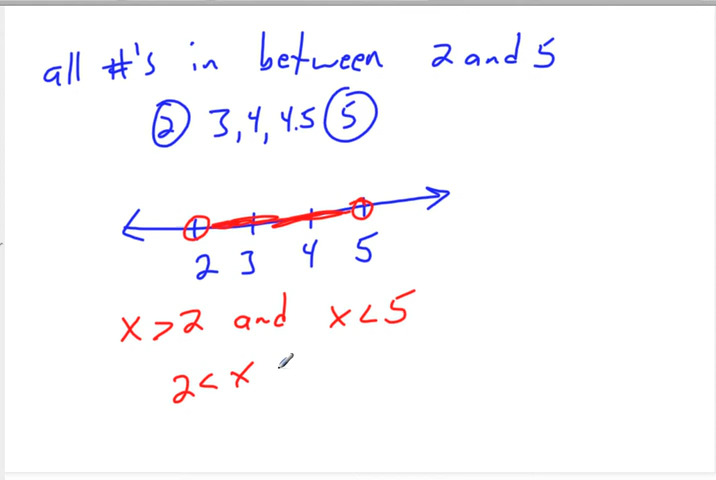 all #'s in between 2 and 5
2 3, 4, 4.5 5
2 3 4 5
x > 2 and x < 5
2 < x